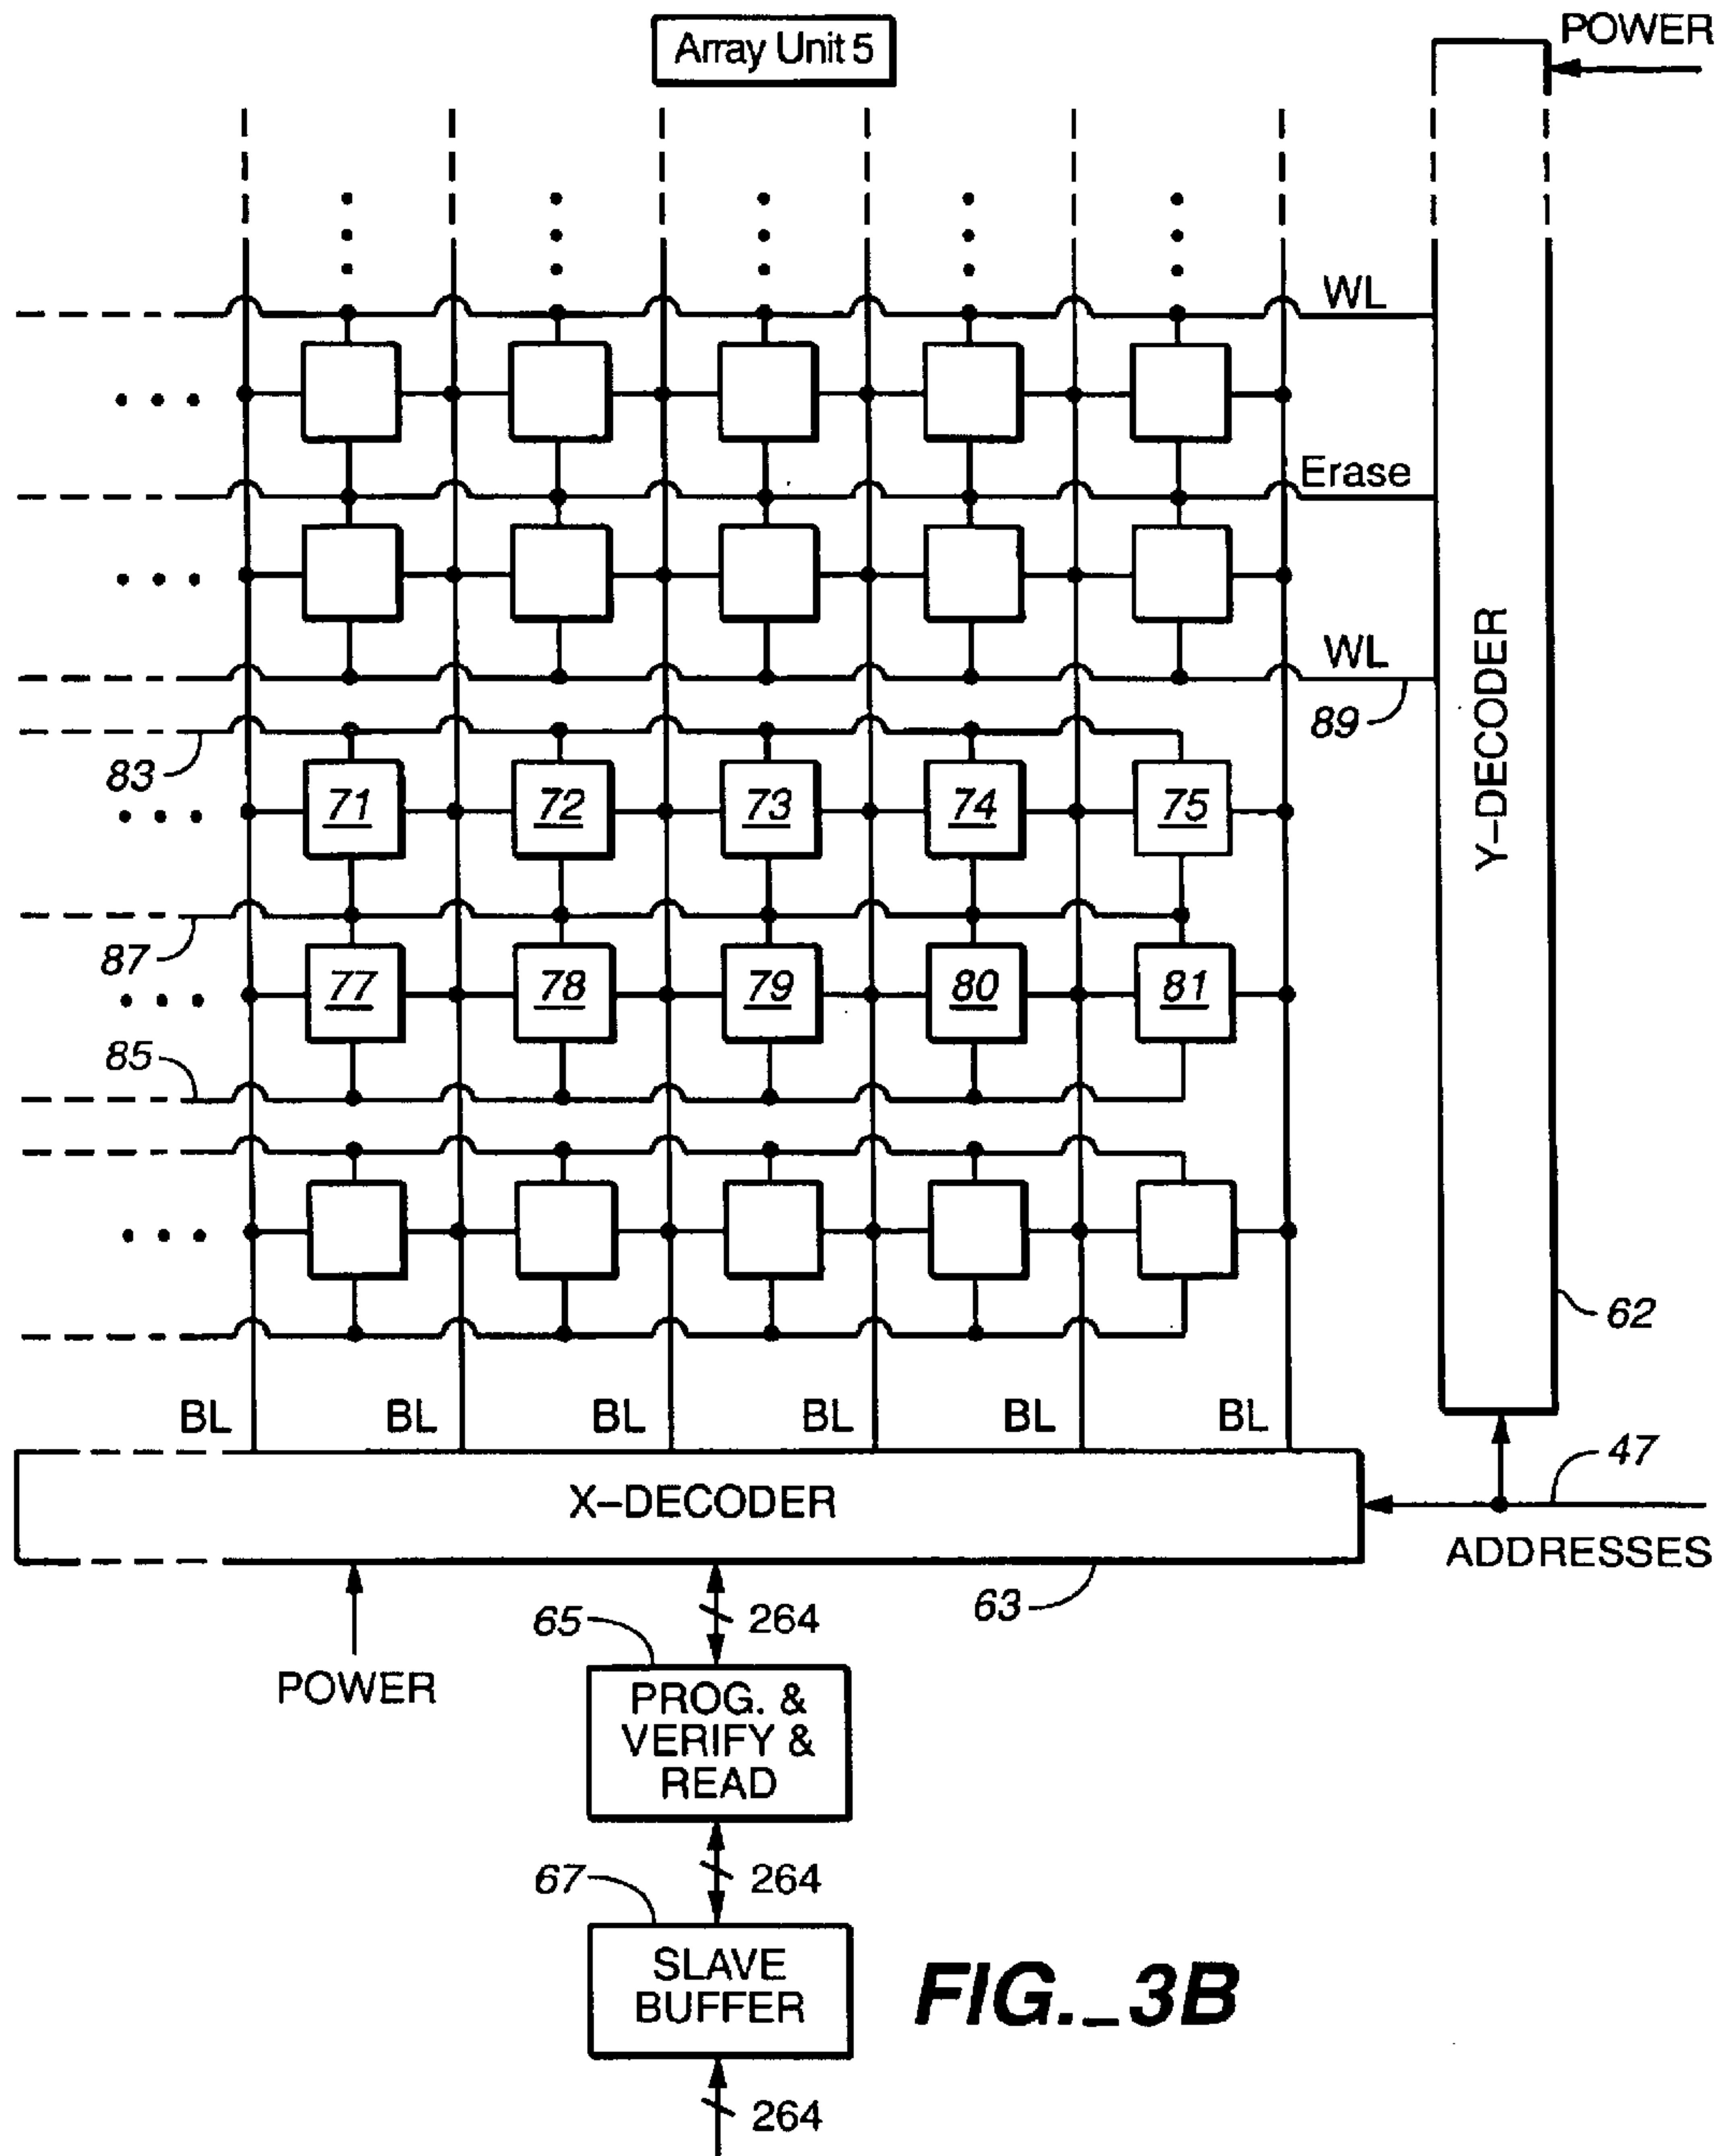 Array Unit 5
POWER
WL
Erase
WL
89
Y-DECODER
83
71 72 73 74 75
87
77 78 79 80 81
85
62
BL BL BL BL BL BL
47
X-DECODER
ADDRESSES
63
264
65
POWER
PROG. &
VERIFY &
READ
264
67
SLAVE
BUFFER
FIG._3B
264